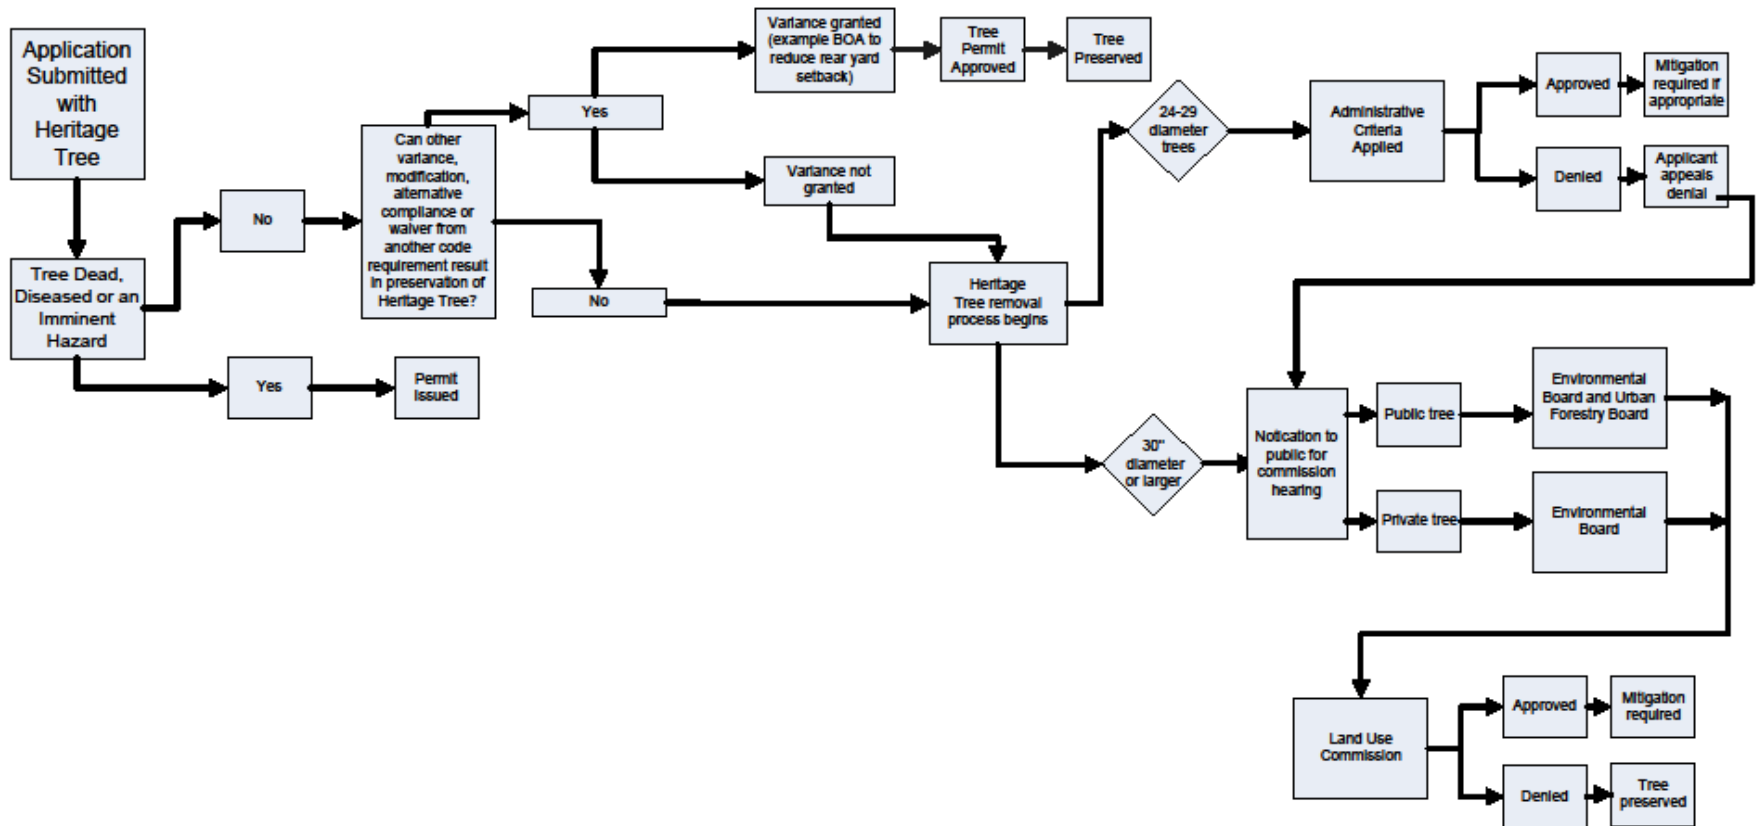 Application
Submitted
with
Heritage
Tree
Tree Dead,
Diseased or an
Imminent
Hazard
No
Yes
Permit
Issued
Can other
variance,
modification,
alternative
compliance or
waiver from
another code
requirement result
in preservation of
Heritage Tree?
Yes
No
Variance granted
(example BOA to
reduce rear yard
setback)
Tree
Permit
Approved
Tree
Preserved
Variance not
granted
Heritage
Tree removal
process begins
24-29
diameter
trees
Administrative
Criteria
Applied
Approved
Mitigation
required if
appropriate
Denied
Applicant
appeals
denial
30"
diameter
or larger
Notication to
public for
commission
hearing
Public tree
Environmental
Board and Urban
Forestry Board
Private tree
Environmental
Board
Land Use
Commission
Approved
Mitigation
required
Denied
Tree
preserved